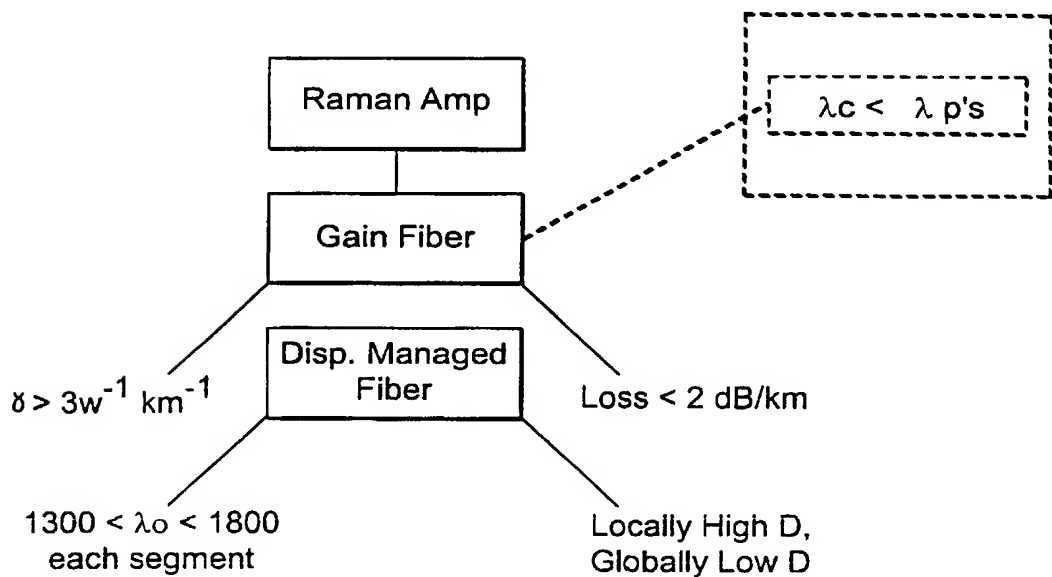 Raman Amp
λc < λ p's
Gain Fiber
Disp. Managed
Fiber
ɣ > 3w⁻¹ km⁻¹
Loss < 2 dB/km
1300 < λo < 1800
each segment
Locally High D,
Globally Low D